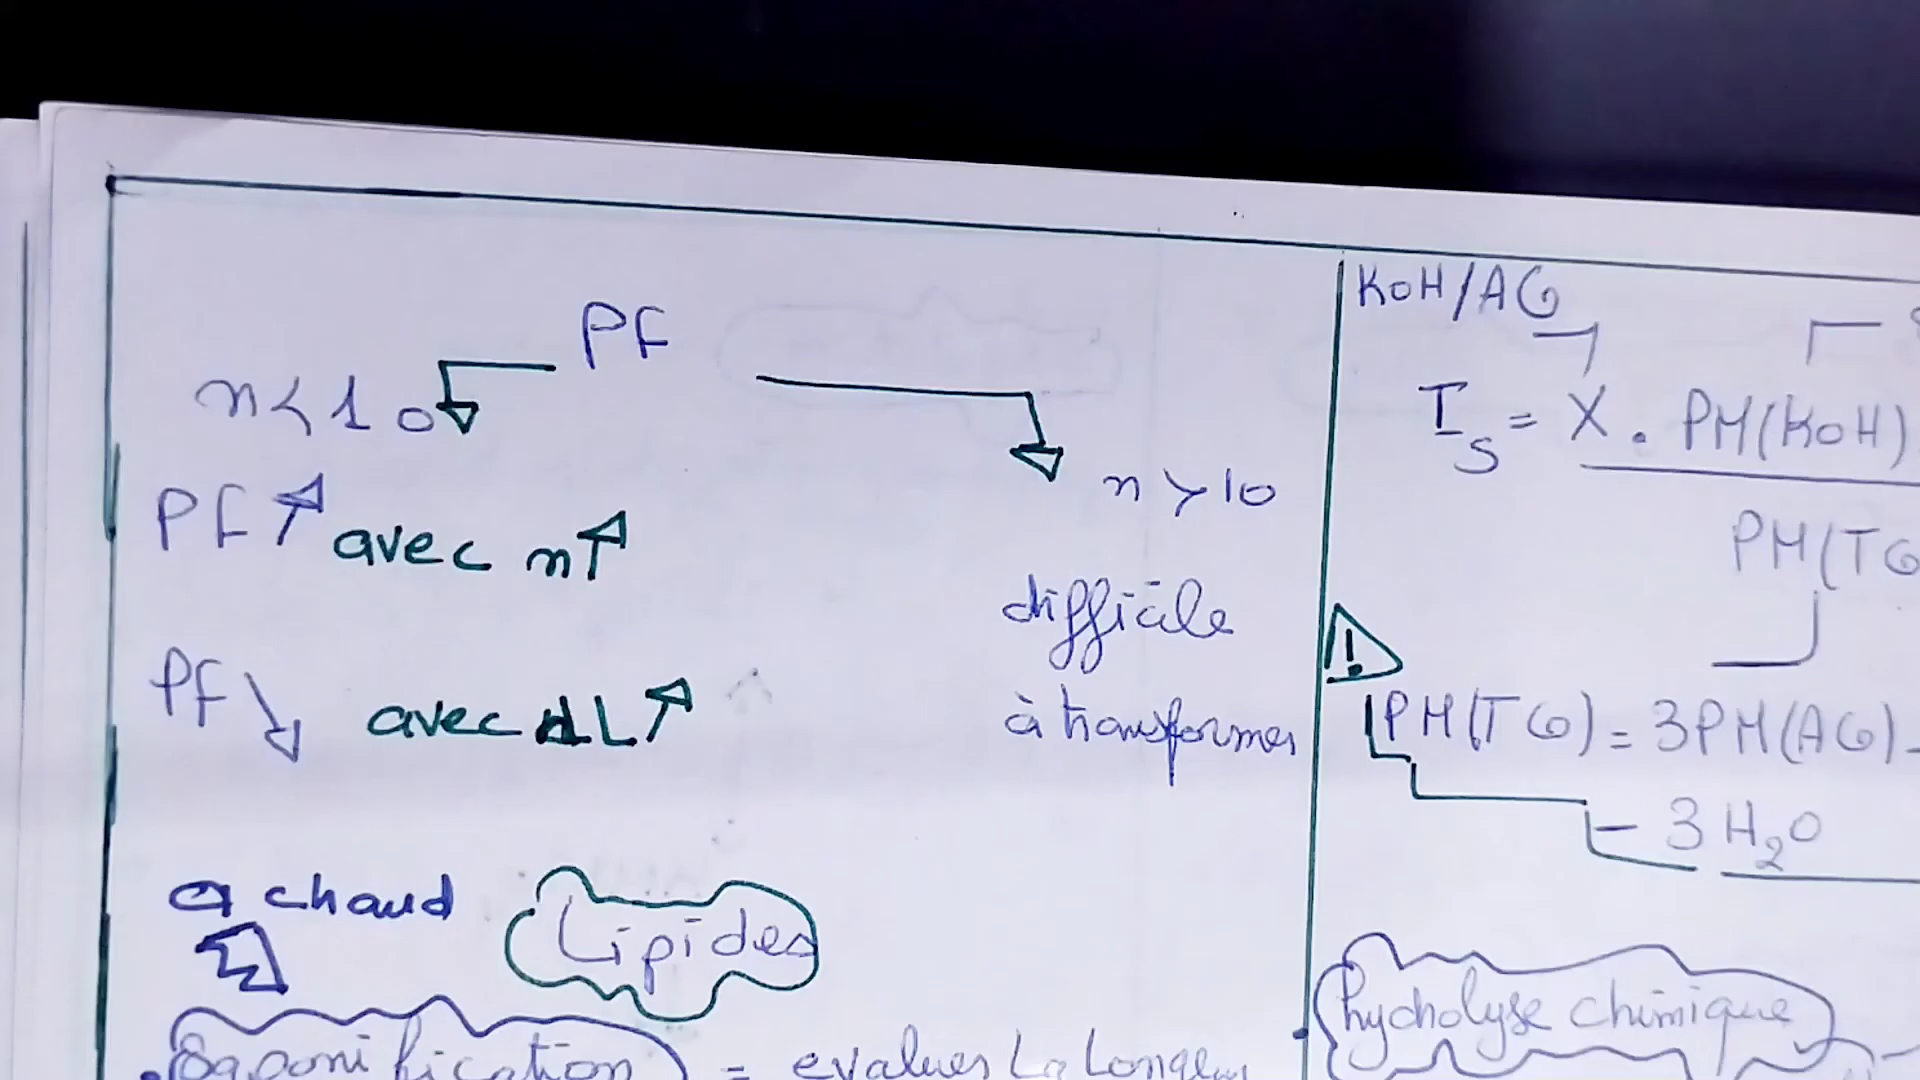 PF
n < 10
n > 10
PF ↗ avec n ↗
difficile
à transformer
PF ↘ avec dL ↗
a chaud
Lipides
Saponification = evaluer La Longeur
KOH/AG
Is = X . PM(KOH)
PM(TG
PM(TG) = 3PM(AG) -
- 3 H₂O
hydrolyse chimique